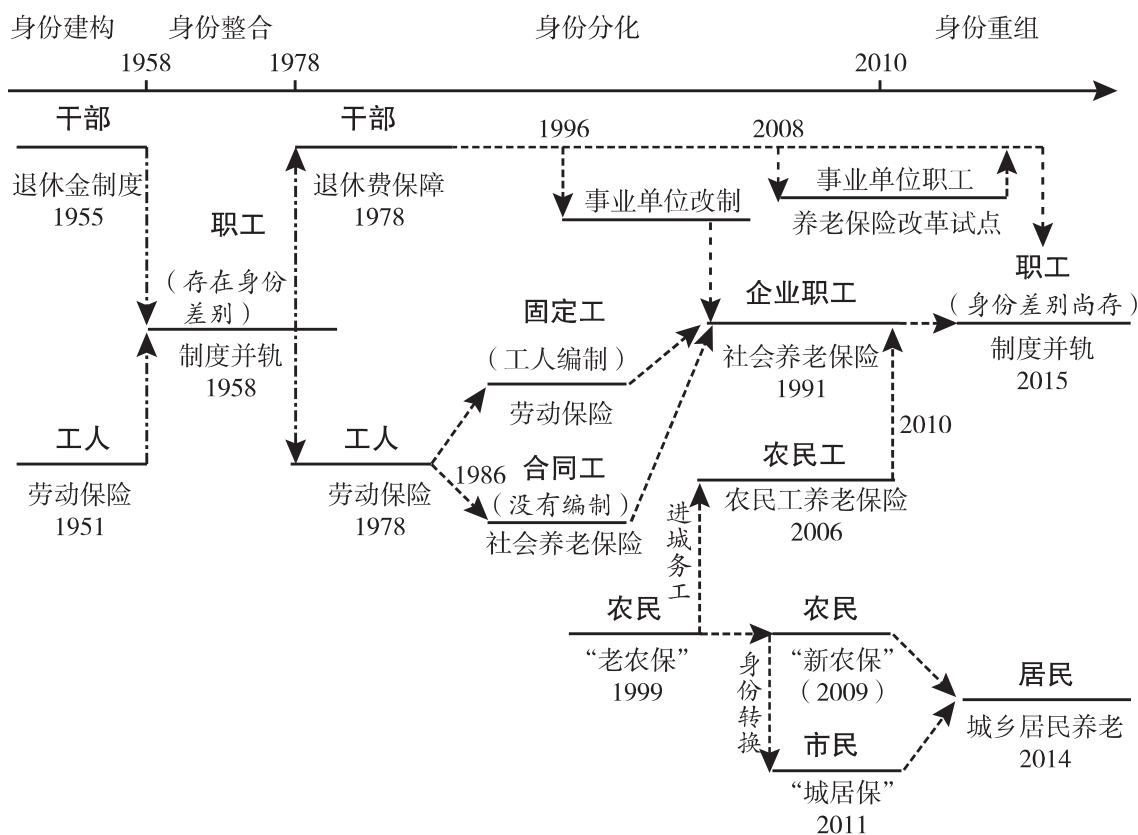 身份建构
身份整合
身份分化
身份重组
1958
1978
2010
干部
干部
1996
2008
退休金制度
1955
退休费保障
1978
事业单位改制
事业单位职工
养老保险改革试点
职工
（存在身份
差别）
制度并轨
1958
固定工
（工人编制）
劳动保险
企业职工
社会养老保险
1991
职工
（身份差别尚存）
制度并轨
2015
工人
劳动保险
1951
工人
劳动保险
1978
1986
合同工
（没有编制）
社会养老保险
农民工
农民工养老保险
2006
2010
进城务工
农民
“老农保”
1999
身份转换
农民
“新农保”
（2009）
市民
“城居保”
2011
居民
城乡居民养老
2014